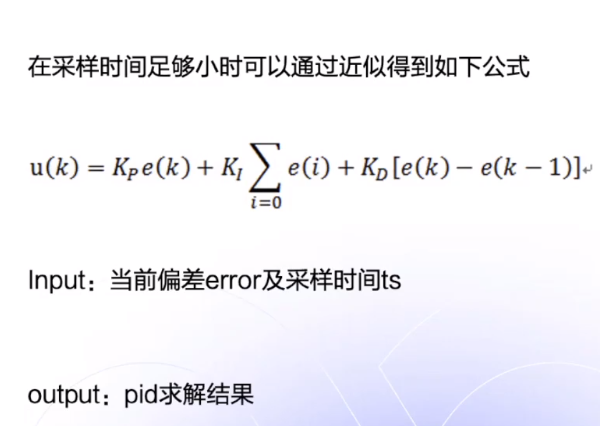 在采样时间足够小时可以通过近似得到如下公式
u(k) = K_P e(k) + K_I ∑_{i=0} e(i) + K_D [e(k) − e(k − 1)]↵
Input：当前偏差error及采样时间ts
output：pid求解结果